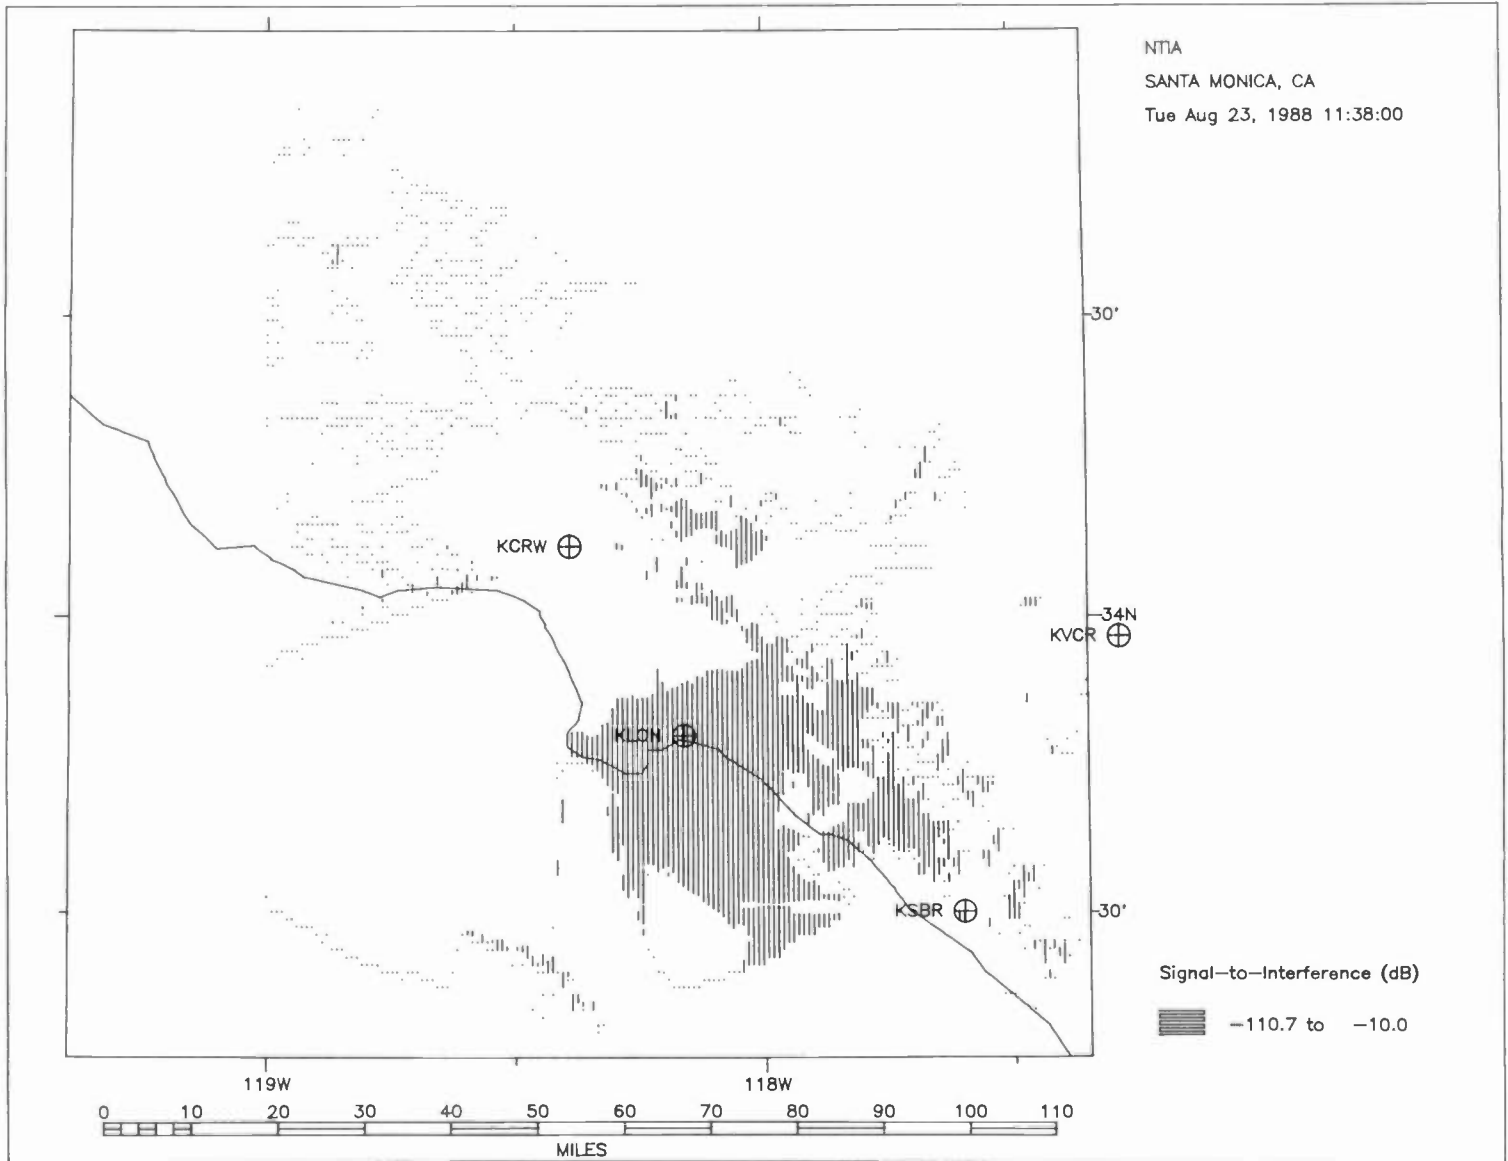 NTIA
SANTA MONICA, CA
Tue Aug 23, 1988 11:38:00
30'
KCRW
34N
KVCR
KLON
KSBR
30'
Signal-to-Interference (dB)
-110.7 to -10.0
119W 118W
0 10 20 30 40 50 60 70 80 90 100 110
MILES